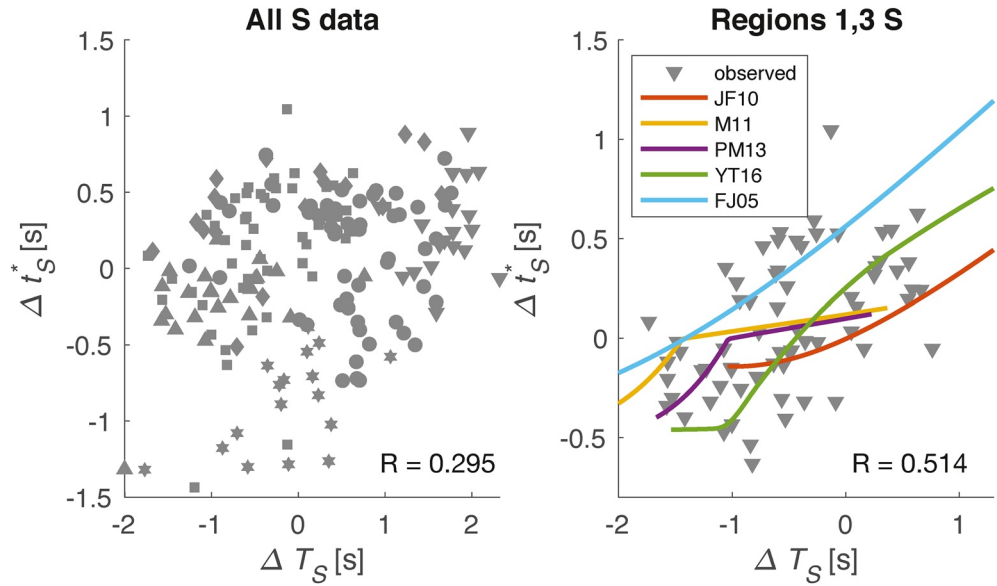 All S data
1.5
1
0.5
0
-0.5
-1
-1.5
-2
-1
0
1
2
Δ t*S [s]
Δ TS [s]
R = 0.295
Regions 1,3 S
1.5
1
0.5
0
-0.5
-2
-1
0
1
Δ t*S [s]
Δ TS [s]
observed
JF10
M11
PM13
YT16
FJ05
R = 0.514